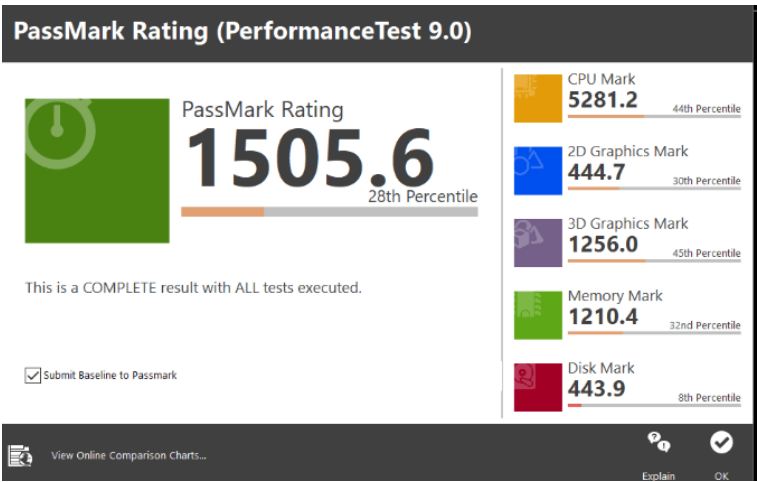 PassMark Rating (PerformanceTest 9.0)
PassMark Rating
1505.6
28th Percentile
This is a COMPLETE result with ALL tests executed.
Submit Baseline to Passmark
CPU Mark
5281.2
44th Percentile
2D Graphics Mark
444.7
30th Percentile
3D Graphics Mark
1256.0
45th Percentile
Memory Mark
1210.4
32nd Percentile
Disk Mark
443.9
8th Percentile
View Online Comparison Charts...
Explain
OK